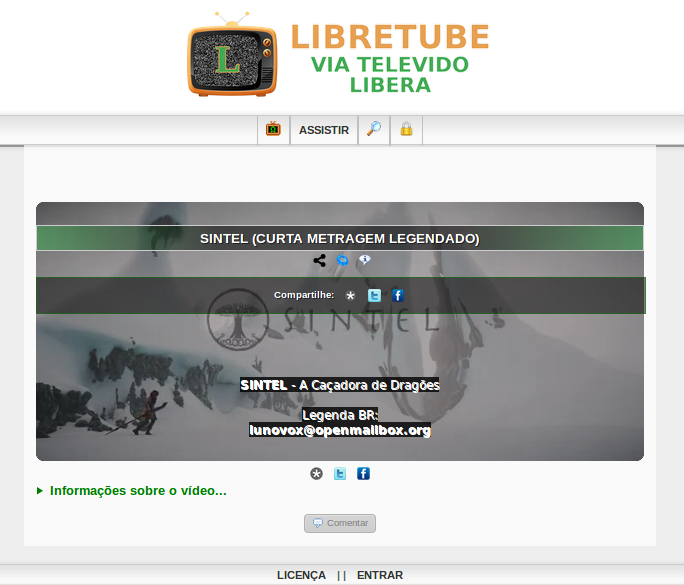 L
LIBRETUBE
VIA TELEVIDO
LIBERA
ASSISTIR
SINTEL (CURTA METRAGEM LEGENDADO)
Compartilhe:
SINTEL
SINTEL - A Caçadora de Dragões
Legenda BR:
lunovox@openmailbox.org
Informações sobre o vídeo...
Comentar
LICENÇA | | ENTRAR